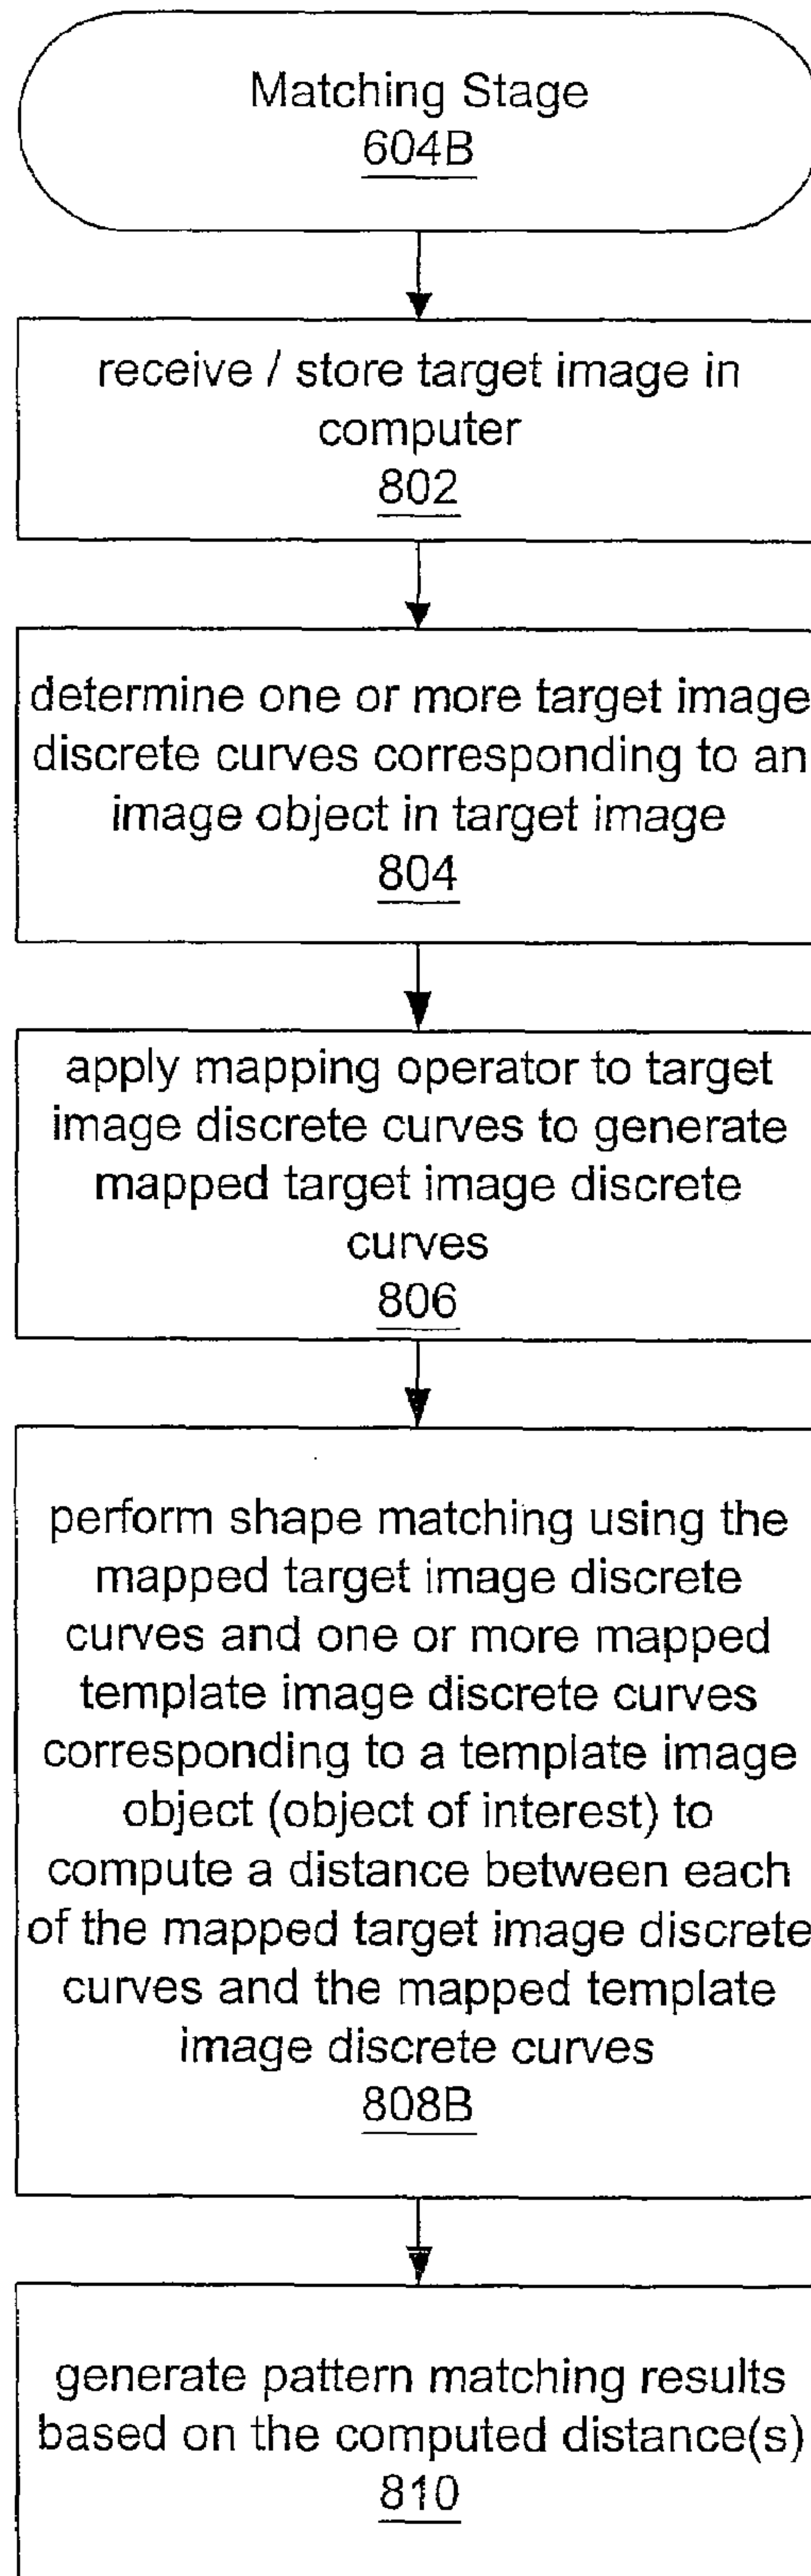 Matching Stage
604B
receive / store target image in
computer
802
determine one or more target image
discrete curves corresponding to an
image object in target image
804
apply mapping operator to target
image discrete curves to generate
mapped target image discrete
curves
806
perform shape matching using the
mapped target image discrete
curves and one or more mapped
template image discrete curves
corresponding to a template image
object (object of interest) to
compute a distance between each
of the mapped target image discrete
curves and the mapped template
image discrete curves
808B
generate pattern matching results
based on the computed distance(s)
810